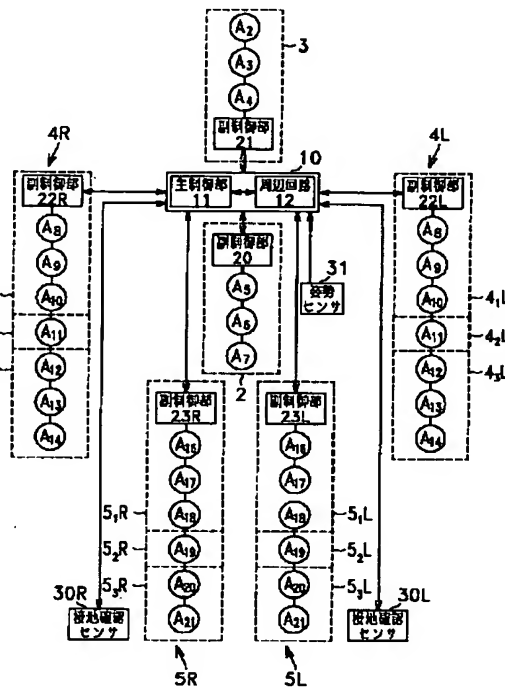 A2
3
A3
A4
副制御部
21
10
4R
4L
副制御部
22R
主制御部
11
周辺回路
12
副制御部
22L
A8
A9
A10
A11
A12
A13
A14
副制御部
20
A5
A6
A7
2
31
姿勢
センサ
A8
A9
A10
4₁L
A11
4₂L
A12
4₃L
A13
A14
副制御部
23R
副制御部
23L
A16
A17
A18
5₁R
A19
5₂R
A20
5₃R
A21
A16
A17
A18
5₁L
A19
5₂L
A20
5₃L
A21
30R
接地確認
センサ
30L
接地確認
センサ
5R
5L